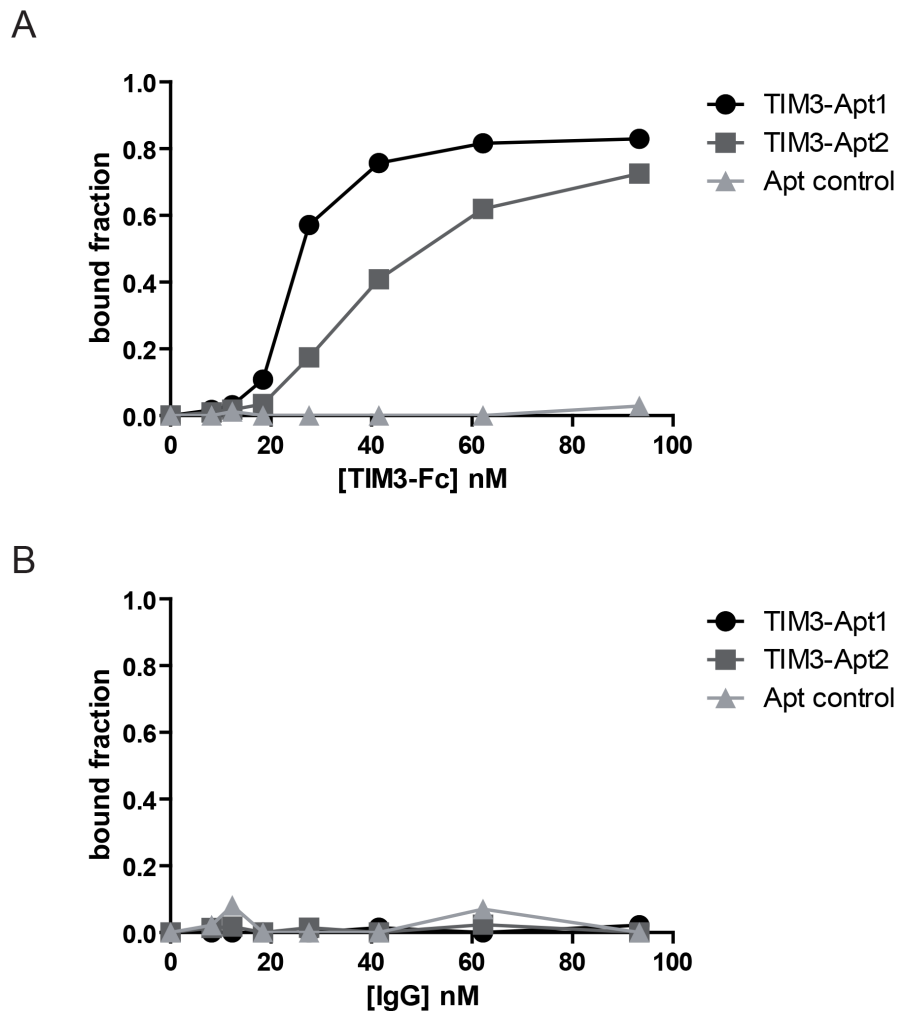 A
1.0
0.8
0.6
0.4
0.2
0.0
bound fraction
0 20 40 60 80 100
[TIM3-Fc] nM
TIM3-Apt1
TIM3-Apt2
Apt control
B
1.0
0.8
0.6
0.4
0.2
0.0
bound fraction
0 20 40 60 80 100
[IgG] nM
TIM3-Apt1
TIM3-Apt2
Apt control